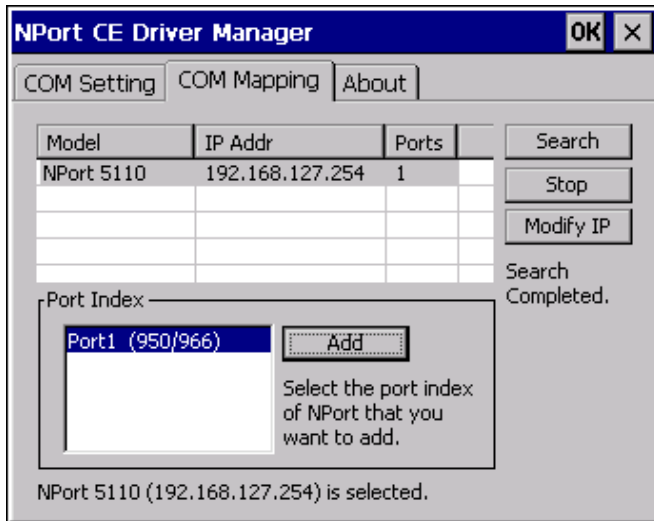 NPort CE Driver Manager OK ×
COM Setting COM Mapping About
Model IP Addr Ports Search
NPort 5110 192.168.127.254 1
Stop
Modify IP
Search
Completed.
Port Index
Port1 (950/966) Add
Select the port index
of NPort that you
want to add.
NPort 5110 (192.168.127.254) is selected.